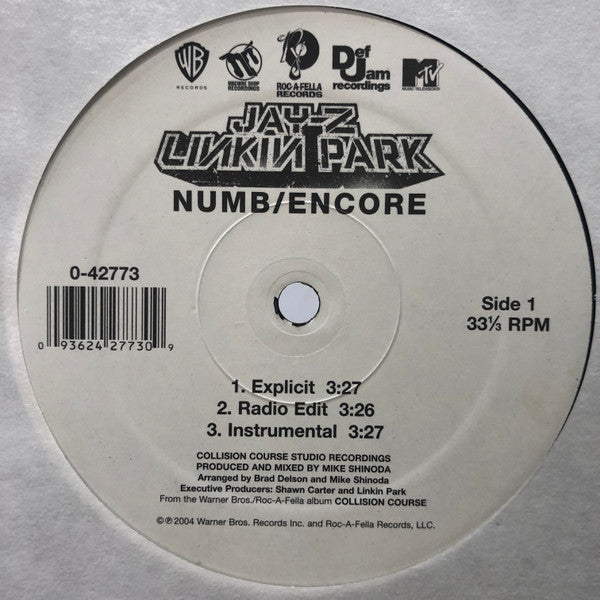 WB
RECORDS
MACHINE SHOP
RECORDINGS
ROC-A-FELLA
RECORDS
Def
Jam
recordings
MTV
MUSIC TELEVISION
JAY-Z
LINKIN PARK
NUMB/ENCORE
0-42773
0 93624 27730 9
Side 1
33⅓ RPM
1. Explicit 3:27
2. Radio Edit 3:26
3. Instrumental 3:27
COLLISION COURSE STUDIO RECORDINGS
PRODUCED AND MIXED BY MIKE SHINODA
Arranged by Brad Delson and Mike Shinoda
Executive Producers: Shawn Carter and Linkin Park
From the Warner Bros./Roc-A-Fella album COLLISION COURSE
©℗2004 Warner Bros. Records Inc. and Roc-A-Fella Records, LLC.